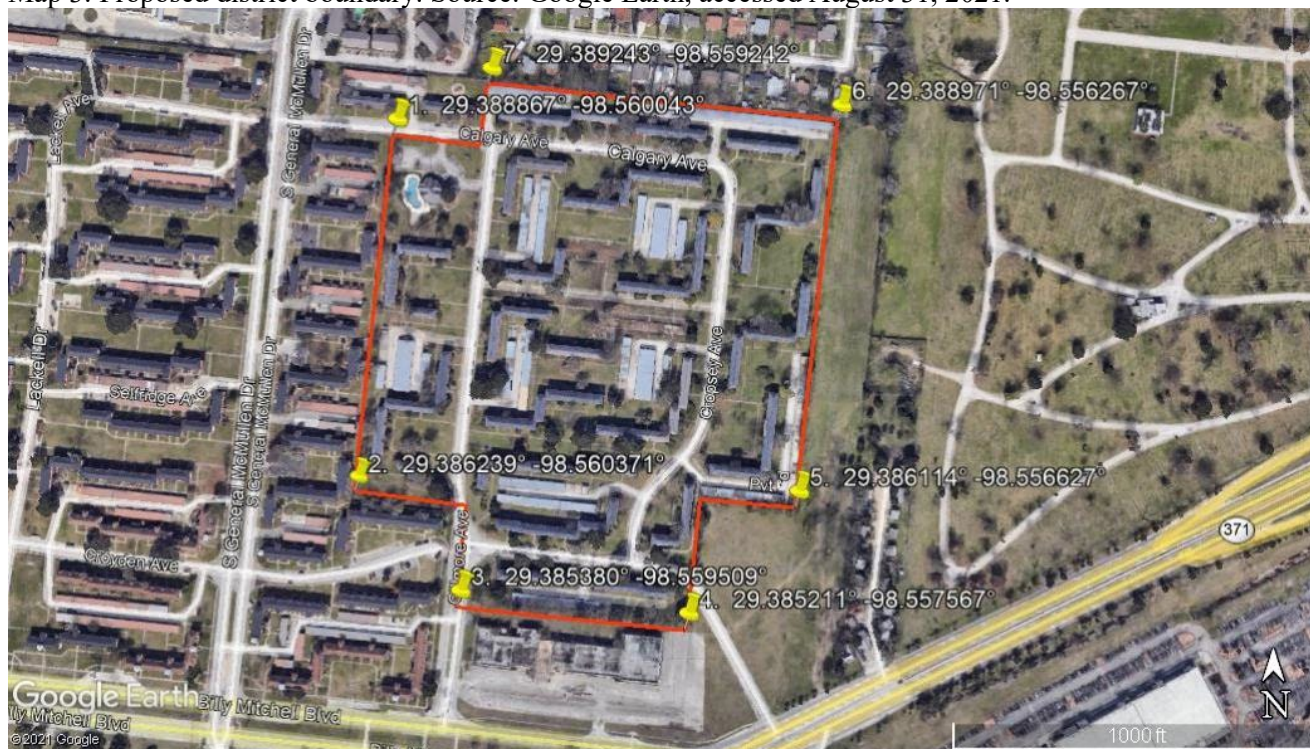 Map 3. Proposed district boundary. Source: Google Earth, accessed August 31, 2021.
7. 29.389243° -98.559242°
6. 29.388971° -98.556267°
1. 29.388867° -98.560043°
Lackell Ave
S General McMullen Dr
Calgary Ave
Calgary Ave
Lackell Dr
Selfridge Ave
S General McMullen Dr
S General McMullen Dr
Cropsey Ave
2. 29.386239° -98.560371°
Pvt
5. 29.386114° -98.556627°
371
Croyden Ave
3. 29.385380° -98.559509°
4. 29.385211° -98.557567°
Google Earth
Billy Mitchell Blvd
lly Mitchell Blvd
©2021 Google
1000 ft
N